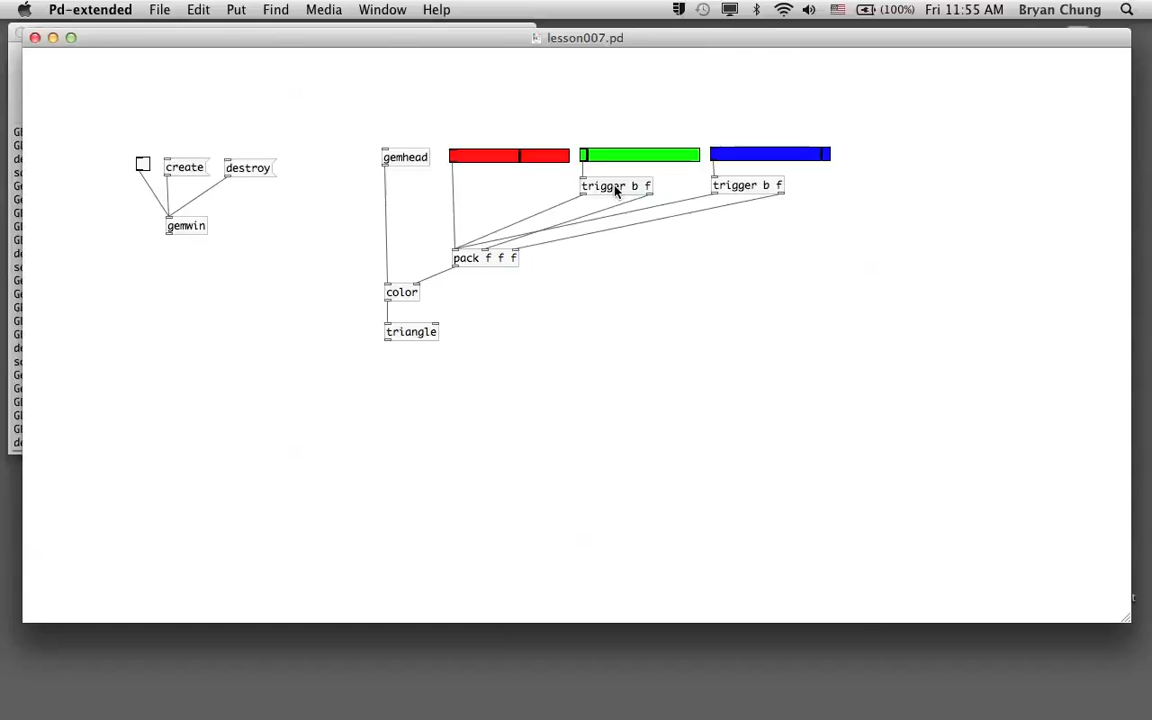 Pd-extended File Edit Put Find Media Window Help (100%) Fri 11:55 AM Bryan Chung
lesson007.pd
create destroy
gemwin
gemhead
trigger b f trigger b f
pack f f f
color
triangle